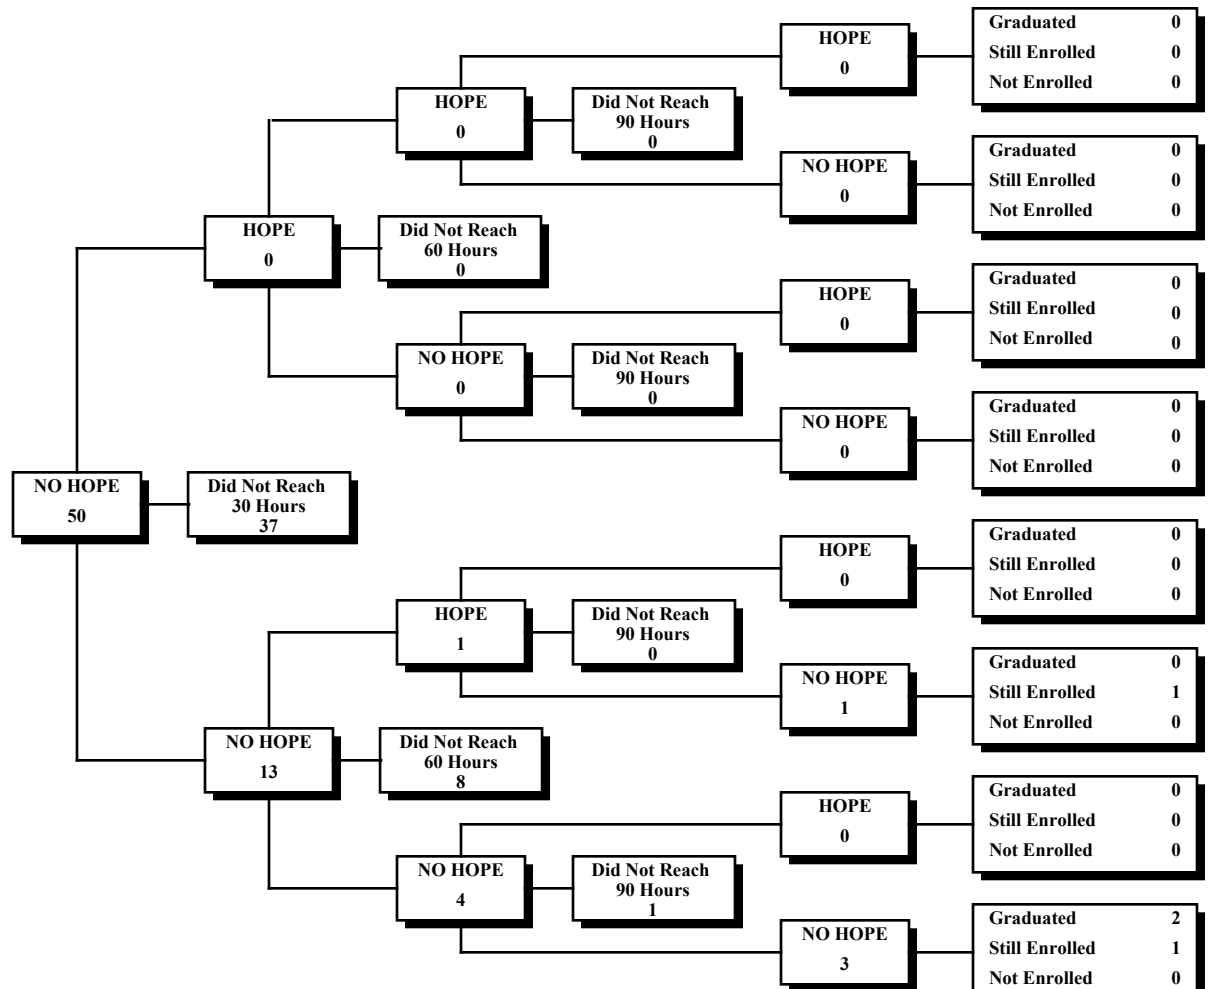 HOPE
0
Graduated 0
Still Enrolled 0
Not Enrolled 0
HOPE
0
Did Not Reach
90 Hours
0
NO HOPE
0
Graduated 0
Still Enrolled 0
Not Enrolled 0
HOPE
0
Did Not Reach
60 Hours
0
HOPE
0
Graduated 0
Still Enrolled 0
Not Enrolled 0
NO HOPE
0
Did Not Reach
90 Hours
0
NO HOPE
0
Graduated 0
Still Enrolled 0
Not Enrolled 0
NO HOPE
50
Did Not Reach
30 Hours
37
HOPE
0
Graduated 0
Still Enrolled 0
Not Enrolled 0
HOPE
1
Did Not Reach
90 Hours
0
NO HOPE
1
Graduated 0
Still Enrolled 1
Not Enrolled 0
NO HOPE
13
Did Not Reach
60 Hours
8
HOPE
0
Graduated 0
Still Enrolled 0
Not Enrolled 0
NO HOPE
4
Did Not Reach
90 Hours
1
NO HOPE
3
Graduated 2
Still Enrolled 1
Not Enrolled 0